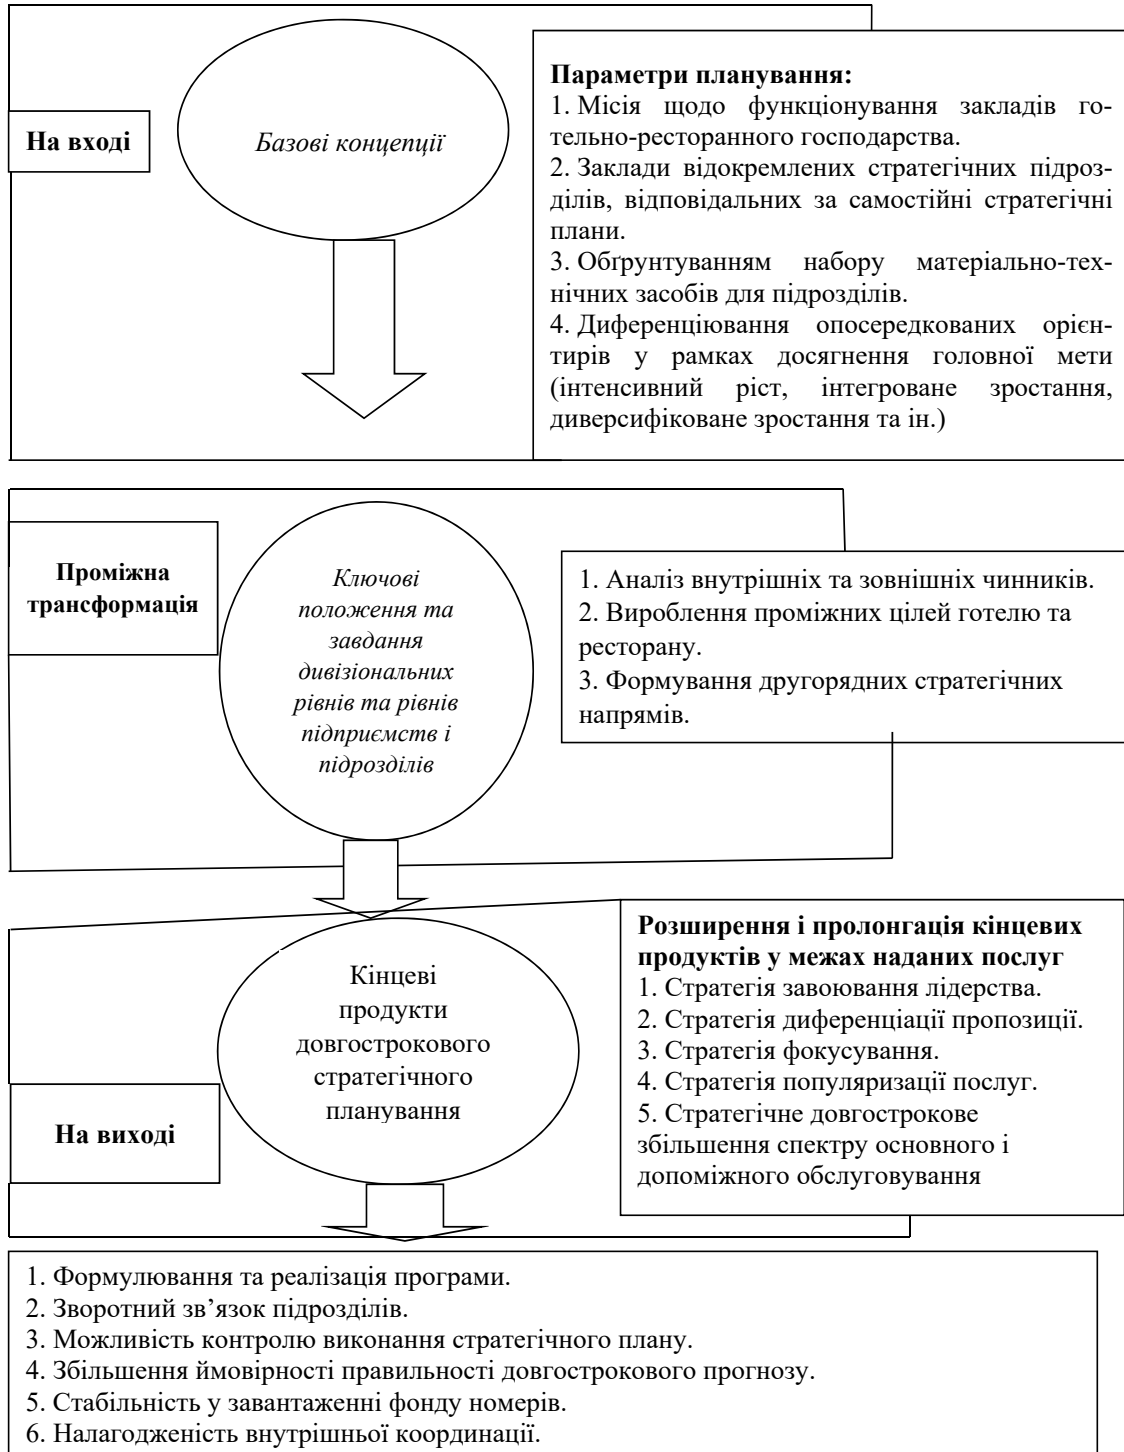 На вході
Базові концепції
Параметри планування:
1. Місія щодо функціонування закладів го-
тельно-ресторанного господарства.
2. Заклади відокремлених стратегічних підроз-
ділів, відповідальних за самостійні стратегічні
плани.
3. Обґрунтуванням набору матеріально-тех-
нічних засобів для підрозділів.
4. Диференціювання опосередкованих орієн-
тирів у рамках досягнення головної мети
(інтенсивний ріст, інтегроване зростання,
диверсифіковане зростання та ін.)
Проміжна
трансформація
Ключові
положення та
завдання
дивізіональних
рівнів та рівнів
підприємств і
підрозділів
1. Аналіз внутрішніх та зовнішніх чинників.
2. Вироблення проміжних цілей готелю та
ресторану.
3. Формування другорядних стратегічних
напрямів.
На виході
Кінцеві
продукти
довгострокового
стратегічного
планування
Розширення і пролонгація кінцевих
продуктів у межах наданих послуг
1. Стратегія завоювання лідерства.
2. Стратегія диференціації пропозиції.
3. Стратегія фокусування.
4. Стратегія популяризації послуг.
5. Стратегічне довгострокове
збільшення спектру основного і
допоміжного обслуговування
1. Формулювання та реалізація програми.
2. Зворотний зв’язок підрозділів.
3. Можливість контролю виконання стратегічного плану.
4. Збільшення ймовірності правильності довгострокового прогнозу.
5. Стабільність у завантаженні фонду номерів.
6. Налагодженість внутрішньої координації.